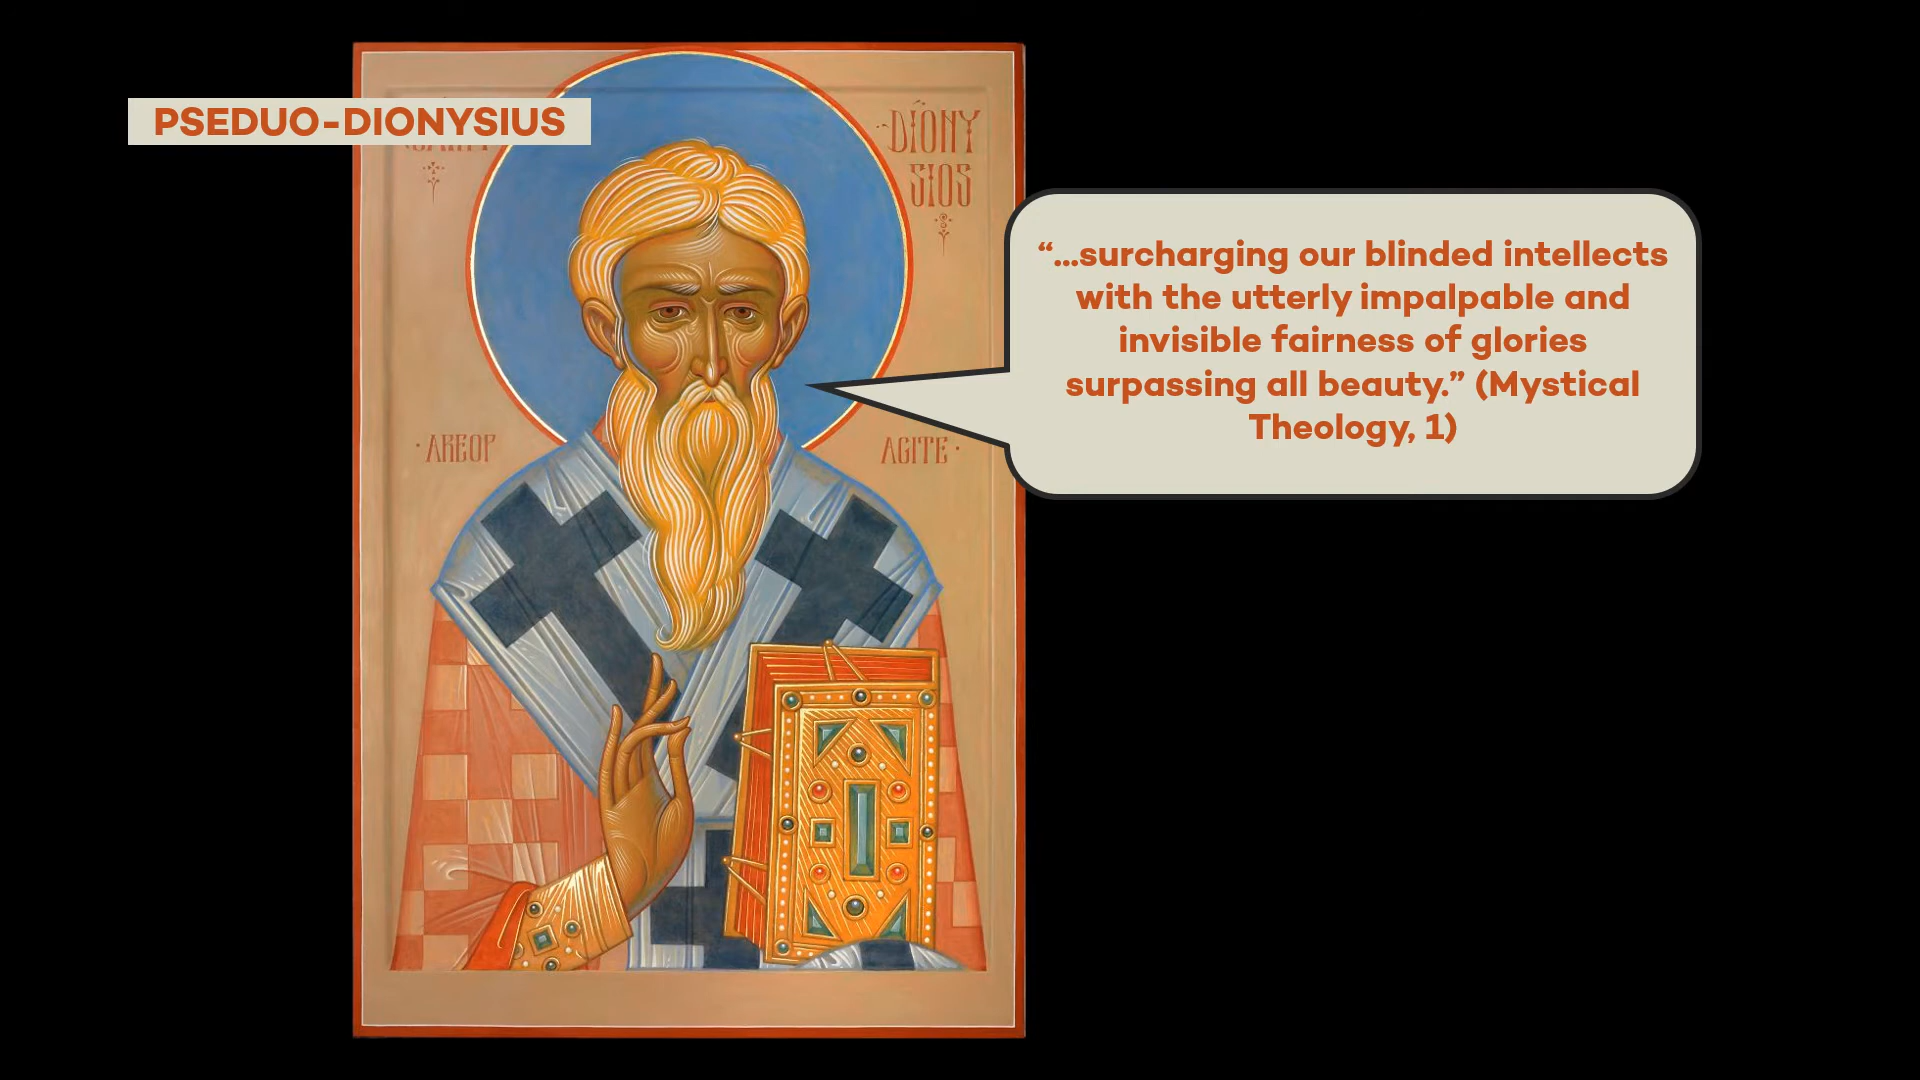 PSEDUO-DIONYSIUS
DIONY
SIOS
“...surcharging our blinded intellects
with the utterly impalpable and
invisible fairness of glories
surpassing all beauty.” (Mystical
Theology, 1)
·AREOP
AGITE·